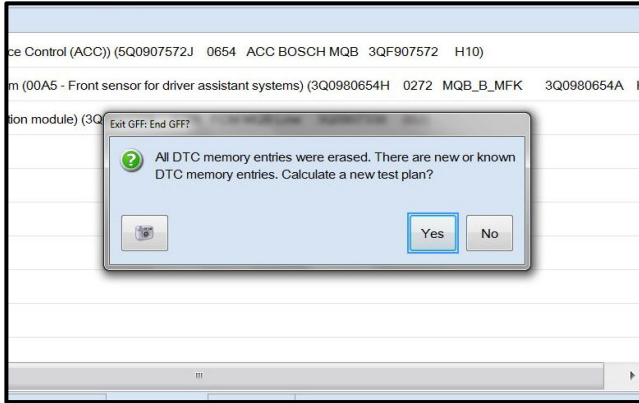 ce Control (ACC)) (5Q0907572J 0654 ACC BOSCH MQB 3QF907572 H10)
m (00A5 - Front sensor for driver assistant systems) (3Q0980654H 0272 MQB_B_MFK 3Q0980654A
tion module) (3Q
Exit GFF: End GFF?
All DTC memory entries were erased. There are new or known
DTC memory entries. Calculate a new test plan?
Yes No